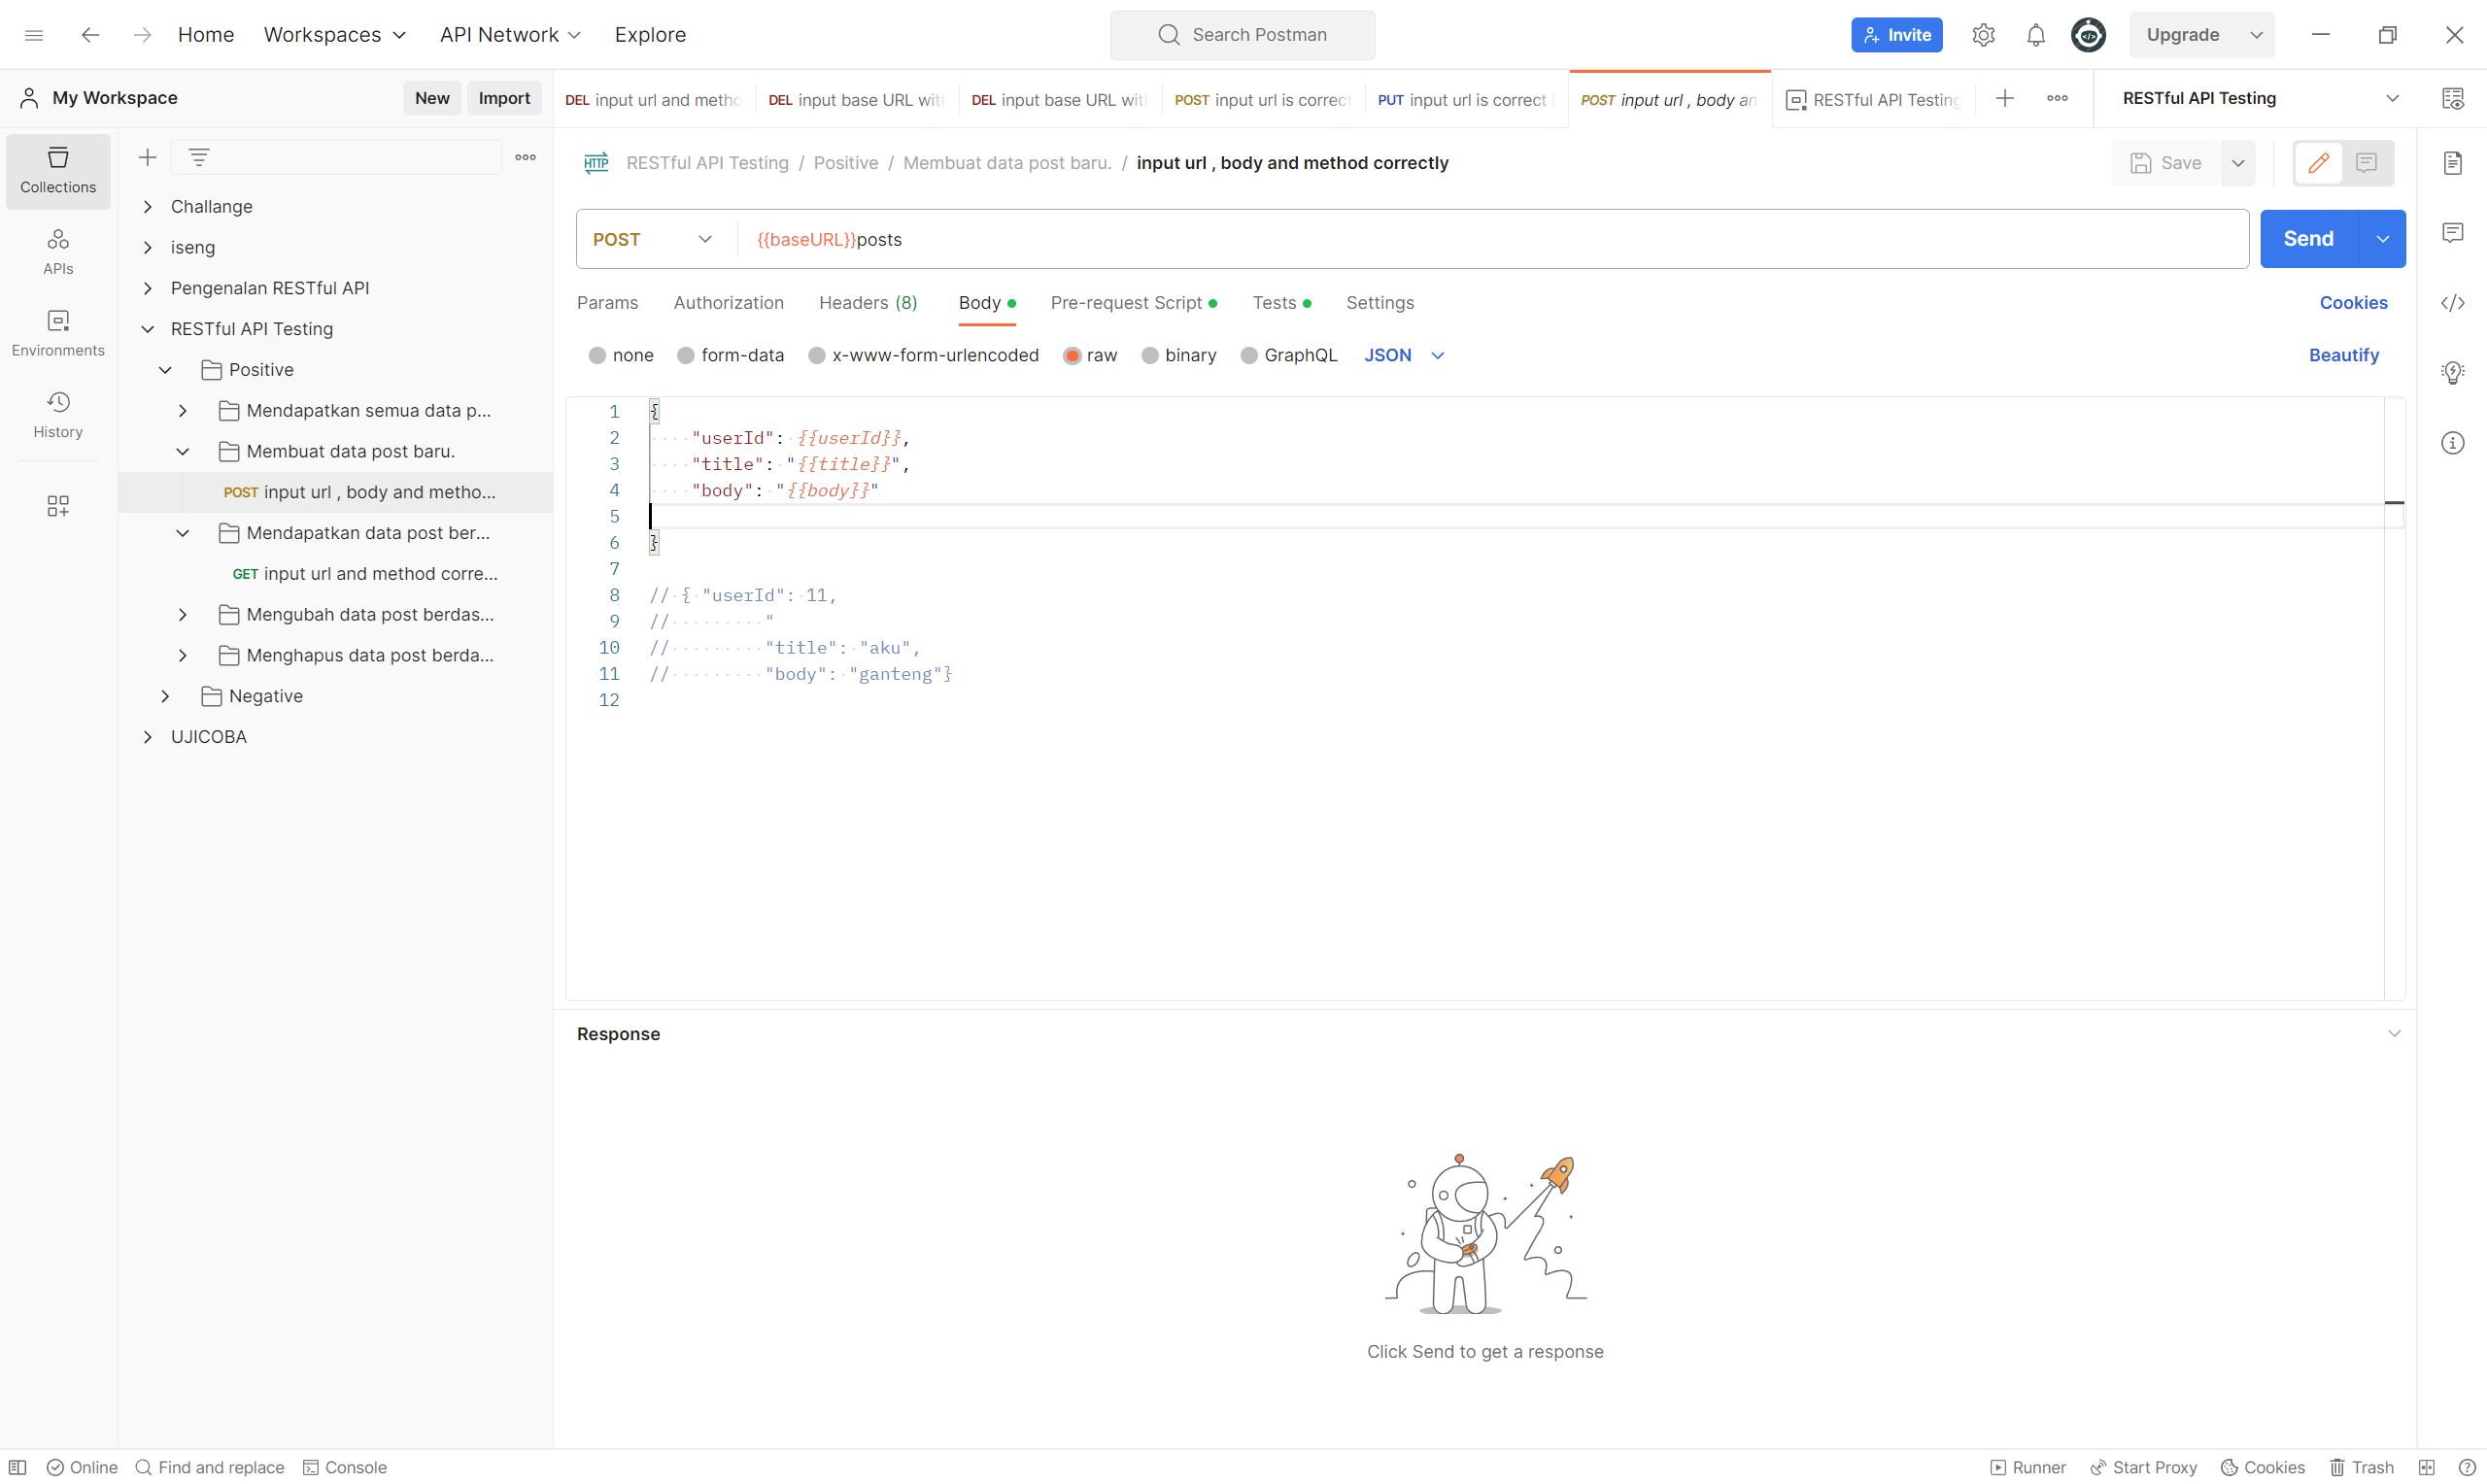 Home Workspaces API Network Explore Search Postman Invite Upgrade
My Workspace New Import
DEL input url and metho DEL input base URL wit DEL input base URL wit POST input url is correct PUT input url is correct POST input url , body an RESTful API Testing RESTful API Testing
Collections
APIs
Environments
History
Challange
iseng
Pengenalan RESTful API
RESTful API Testing
Positive
Mendapatkan semua data p...
Membuat data post baru.
POST input url , body and metho...
Mendapatkan data post ber...
GET input url and method corre...
Mengubah data post berdas...
Menghapus data post berda...
Negative
UJICOBA
HTTP RESTful API Testing / Positive / Membuat data post baru. / input url , body and method correctly Save
POST {{baseURL}}posts Send
Params Authorization Headers (8) Body Pre-request Script Tests Settings Cookies
none form-data x-www-form-urlencoded raw binary GraphQL JSON Beautify
1 {
2 "userId": {{userId}},
3 "title": "{{title}}",
4 "body": "{{body}}"
5
6 }
7
8 // { "userId": 11,
9 // "
10 // "title": "aku",
11 // "body": "ganteng"}
12
Response
Click Send to get a response
Online Find and replace Console Runner Start Proxy Cookies Trash